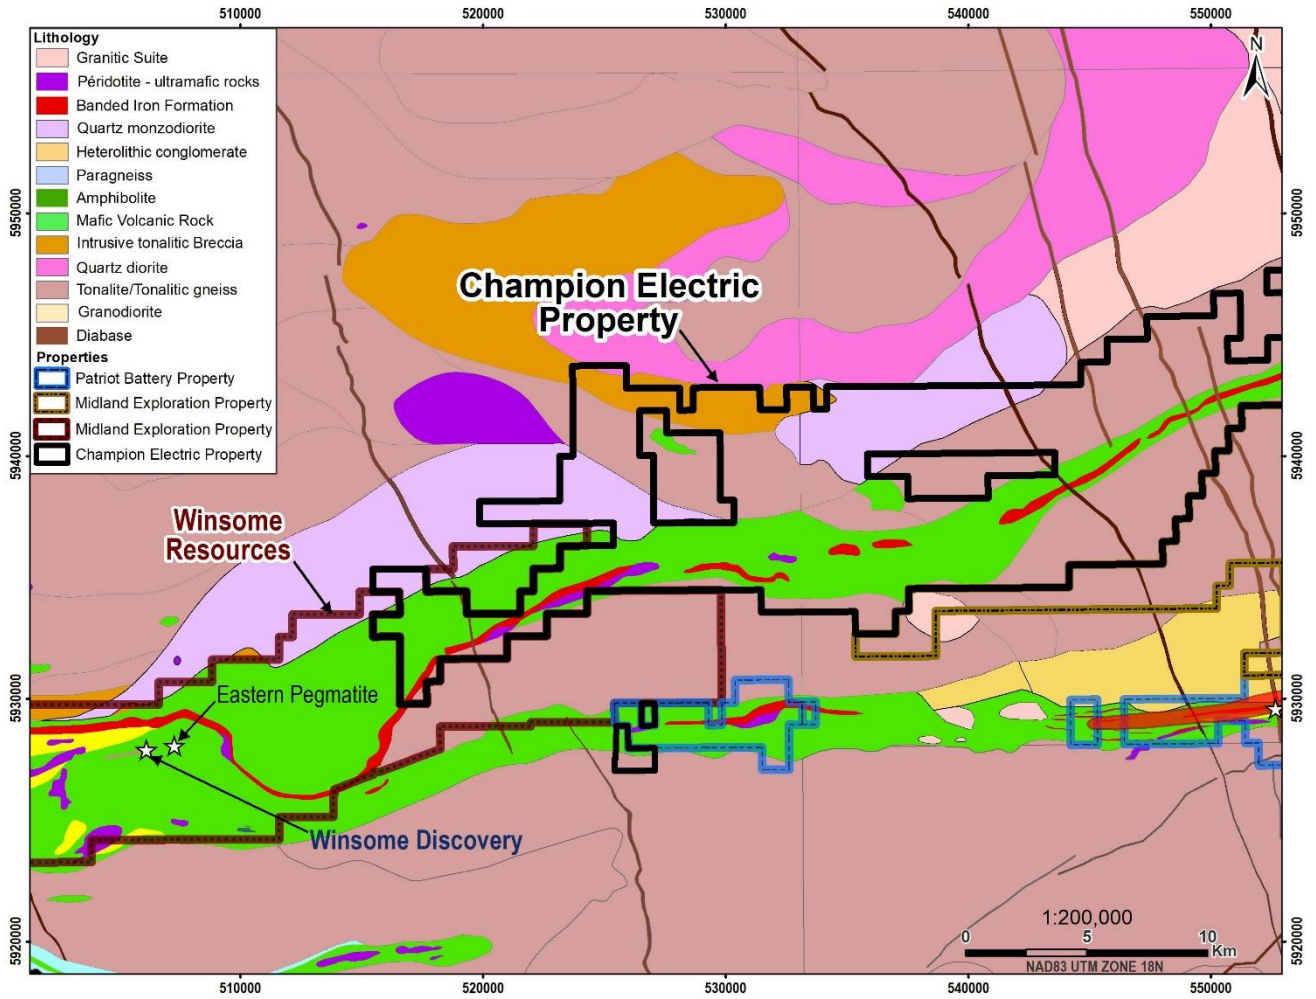 510000 520000 530000 540000 550000
Lithology
Granitic Suite
Péridotite - ultramafic rocks
Banded Iron Formation
Quartz monzodiorite
Heterolithic conglomerate
Paragneiss
Amphibolite
Mafic Volcanic Rock
Intrusive tonalitic Breccia
Quartz diorite
Tonalite/Tonalitic gneiss
Granodiorite
Diabase
Properties
Patriot Battery Property
Midland Exploration Property
Midland Exploration Property
Champion Electric Property
N
5950000
5950000
Champion Electric
Property
5940000
5940000
Winsome
Resources
Eastern Pegmatite
5930000
5930000
Winsome Discovery
5920000
5920000
1:200,000
0 5 10
Km
NAD83 UTM ZONE 18N
510000 520000 530000 540000 550000